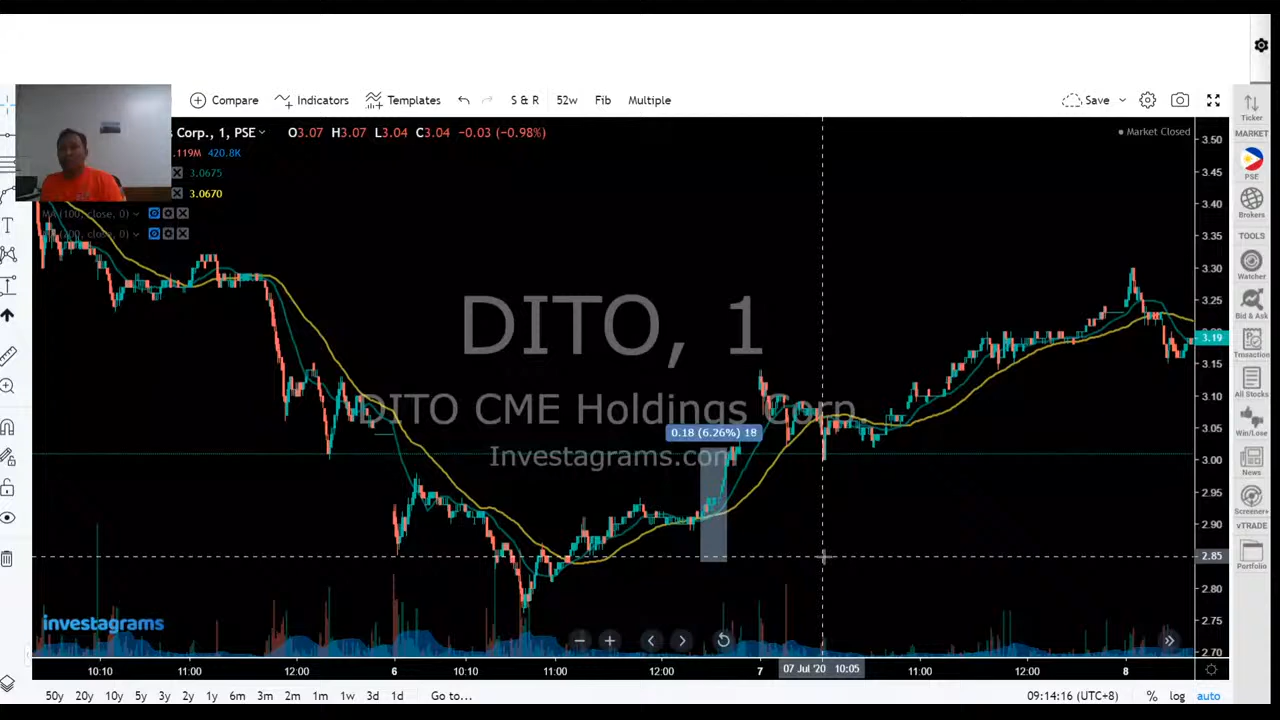 Compare Indicators Templates S & R 52w Fib Multiple Save
s Corp., 1, PSE O3.07 H3.07 L3.04 C3.04 −0.03 (−0.98%) Market Closed
.119M 420.8K
3.0675
3.0670
MA (100, close, 0)
(200, close, 0)
DITO, 1
DITO CME Holdings Corp
Investagrams.com
0.18 (6.26%) 18
investagrams
3.50
3.45
3.40
3.35
3.30
3.25
3.19
3.15
3.10
3.05
3.00
2.95
2.90
2.85
2.80
2.75
2.70
10:10 11:00 12:00 6 10:10 11:00 12:00 7 07 Jul '20 10:05 11:00 12:00 8
50y 20y 10y 5y 3y 2y 1y 6m 3m 2m 1m 1w 3d 1d Go to... 09:14:16 (UTC+8) % log auto
Ticker
MARKET
PSE
Brokers
TOOLS
Watcher
Bid & Ask
Transaction
All Stocks
Win/Lose
News
Screener+
vTRADE
Portfolio